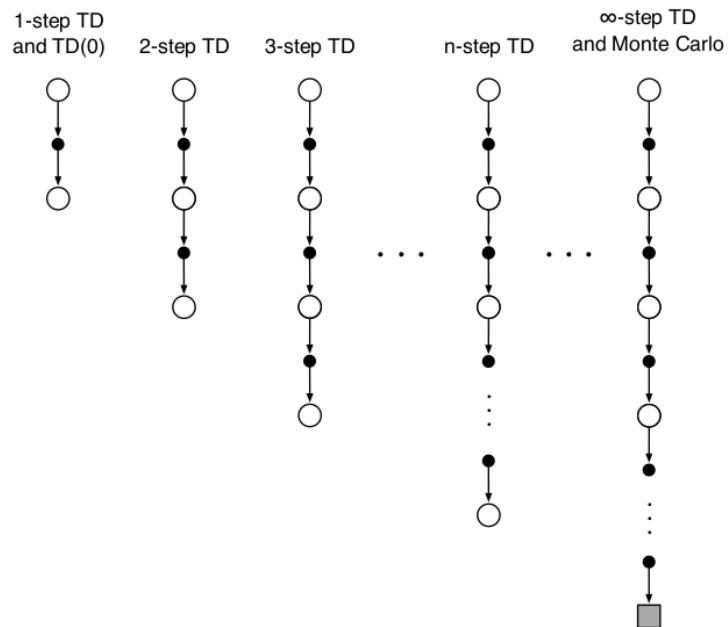 1-step TD
and TD(0)
2-step TD
3-step TD
n-step TD
∞-step TD
and Monte Carlo